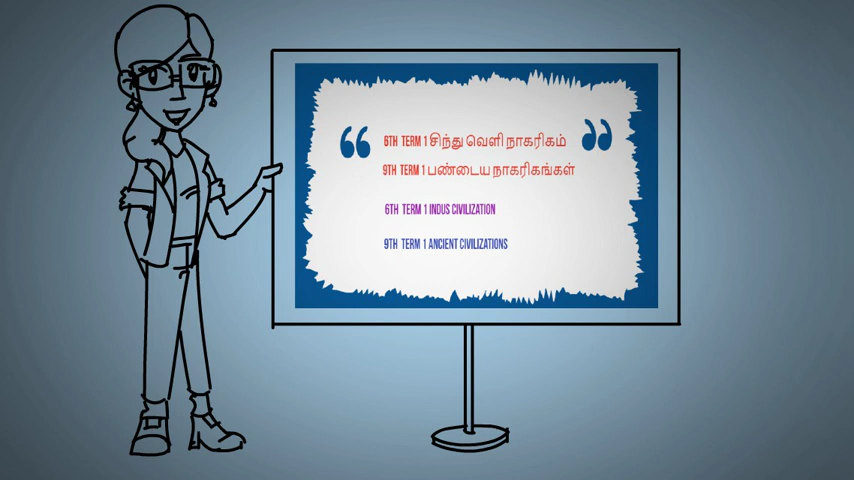 “ 6TH TERM 1 சிந்து வெளி நாகரிகம் ”
9TH TERM 1 பண்டைய நாகரிகங்கள்
6TH TERM 1 INDUS CIVILIZATION
9TH TERM 1 ANCIENT CIVILIZATIONS